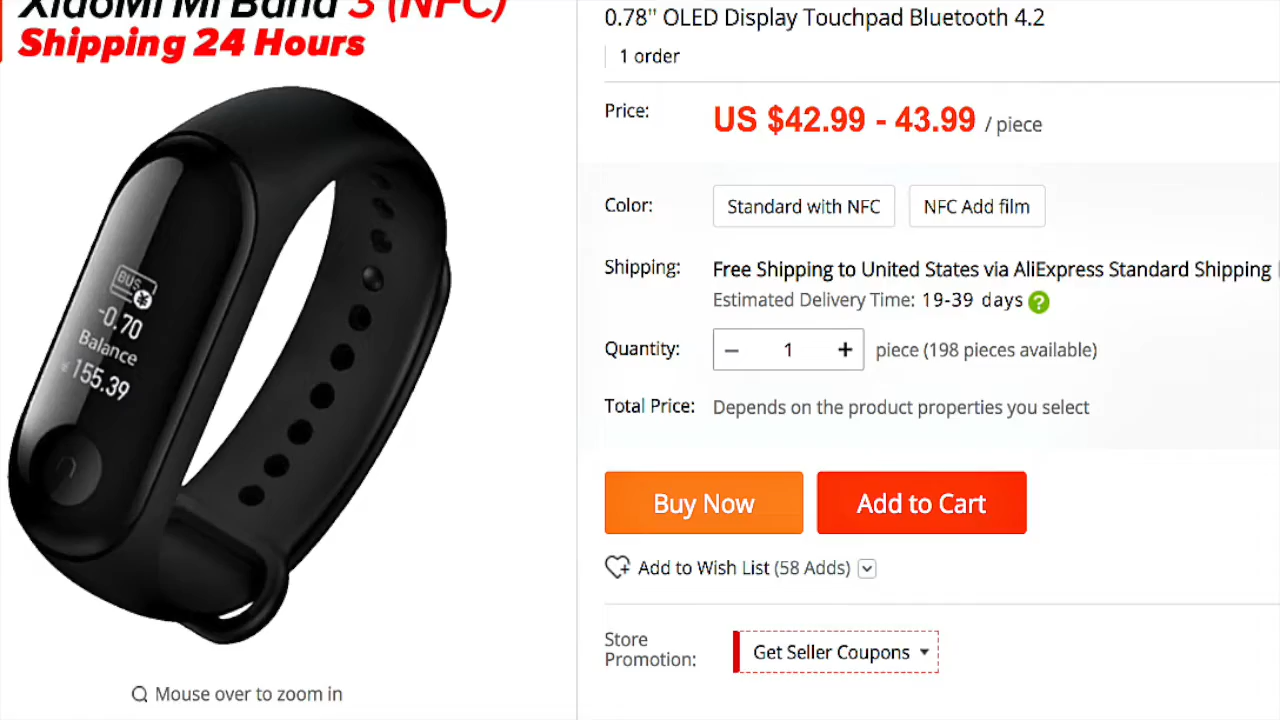 XiaoMi Mi Band 3 (NFC)
Shipping 24 Hours
BUS
-0.70
Balance
155.39
Mouse over to zoom in
0.78" OLED Display Touchpad Bluetooth 4.2
1 order
Price: US $42.99 - 43.99 / piece
Color: Standard with NFC NFC Add film
Shipping: Free Shipping to United States via AliExpress Standard Shipping
Estimated Delivery Time: 19-39 days ?
Quantity: − 1 + piece (198 pieces available)
Total Price: Depends on the product properties you select
Buy Now Add to Cart
Add to Wish List (58 Adds)
Store
Promotion: Get Seller Coupons